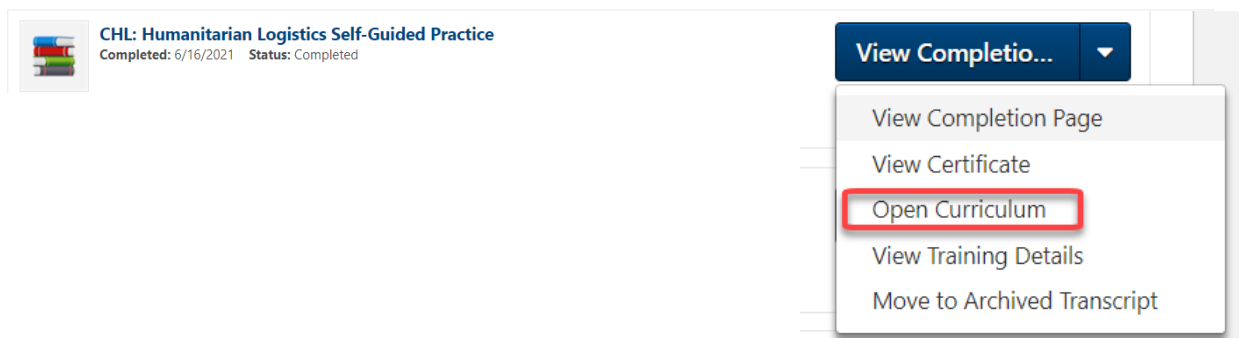 CHL: Humanitarian Logistics Self-Guided Practice
Completed: 6/16/2021 Status: Completed
View Completio...
View Completion Page
View Certificate
Open Curriculum
View Training Details
Move to Archived Transcript